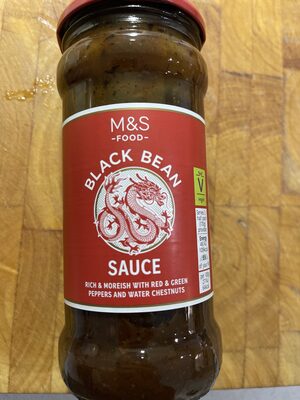 M&S
–FOOD–
BLACK BEAN
SAUCE
RICH & MOREISH WITH RED & GREEN
PEPPERS AND WATER CHESTNUTS
V